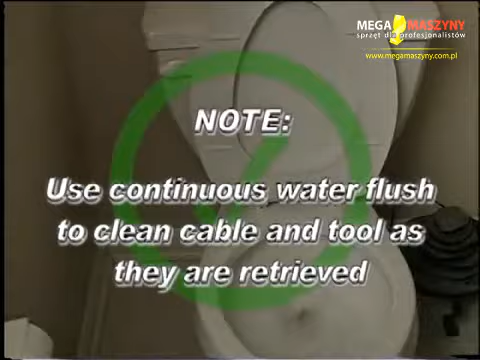 MEGA MASZYNY
sprzęt dla profesjonalistów
www.megamaszyny.com.pl
NOTE:
Use continuous water flush
to clean cable and tool as
they are retrieved